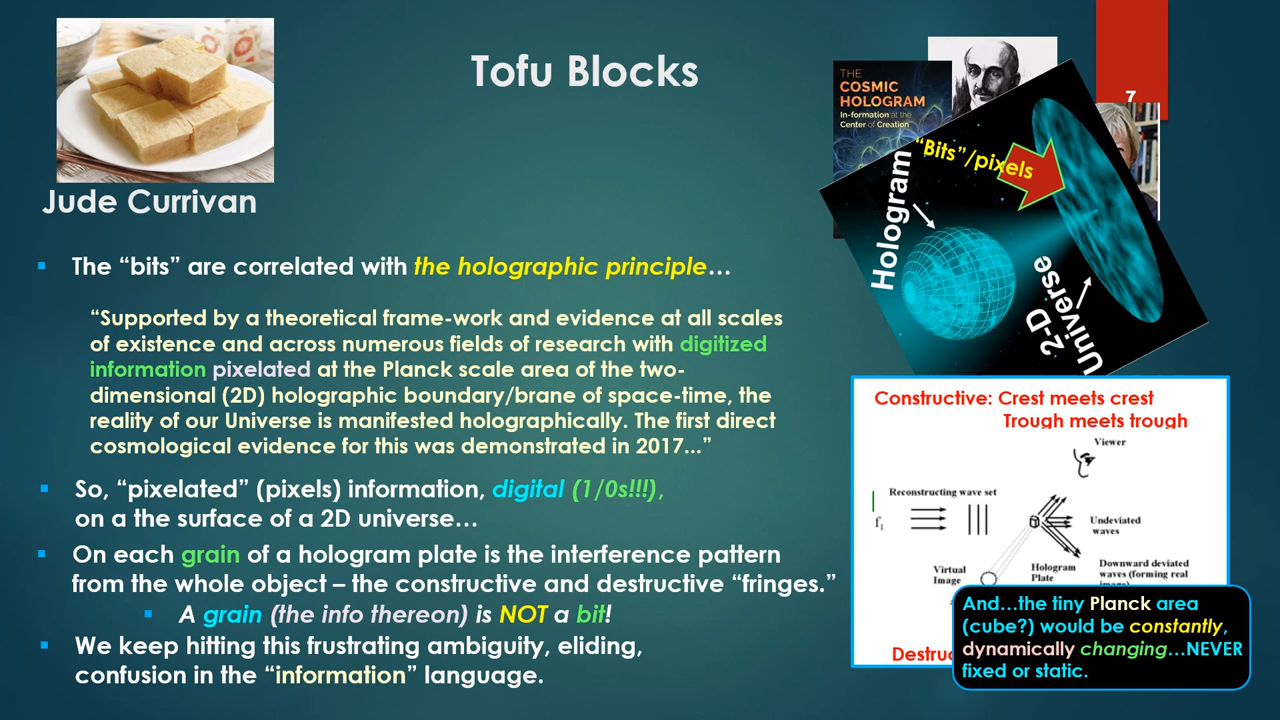 Tofu Blocks
7
Jude Currivan
THE
COSMIC
HOLOGRAM
In-formation at the
Center of Creation
"Bits"/pixels
Hologram
2-D
Universe
▪ The “bits” are correlated with the holographic principle…
“Supported by a theoretical frame-work and evidence at all scales
of existence and across numerous fields of research with digitized
information pixelated at the Planck scale area of the two-
dimensional (2D) holographic boundary/brane of space-time, the
reality of our Universe is manifested holographically. The first direct
cosmological evidence for this was demonstrated in 2017...”
▪ So, “pixelated” (pixels) information, digital (1/0s!!!),
on a the surface of a 2D universe…
▪ On each grain of a hologram plate is the interference pattern
from the whole object – the constructive and destructive “fringes.”
▪ A grain (the info thereon) is NOT a bit!
▪ We keep hitting this frustrating ambiguity, eliding,
confusion in the “information” language.
Constructive: Crest meets crest
Trough meets trough
Viewer
Reconstructing wave set
f1
Undeviated
waves
Virtual
Image
Hologram
Plate
Downward deviated
waves (forming real
And…the tiny Planck area
(cube?) would be constantly,
dynamically changing…NEVER
fixed or static.